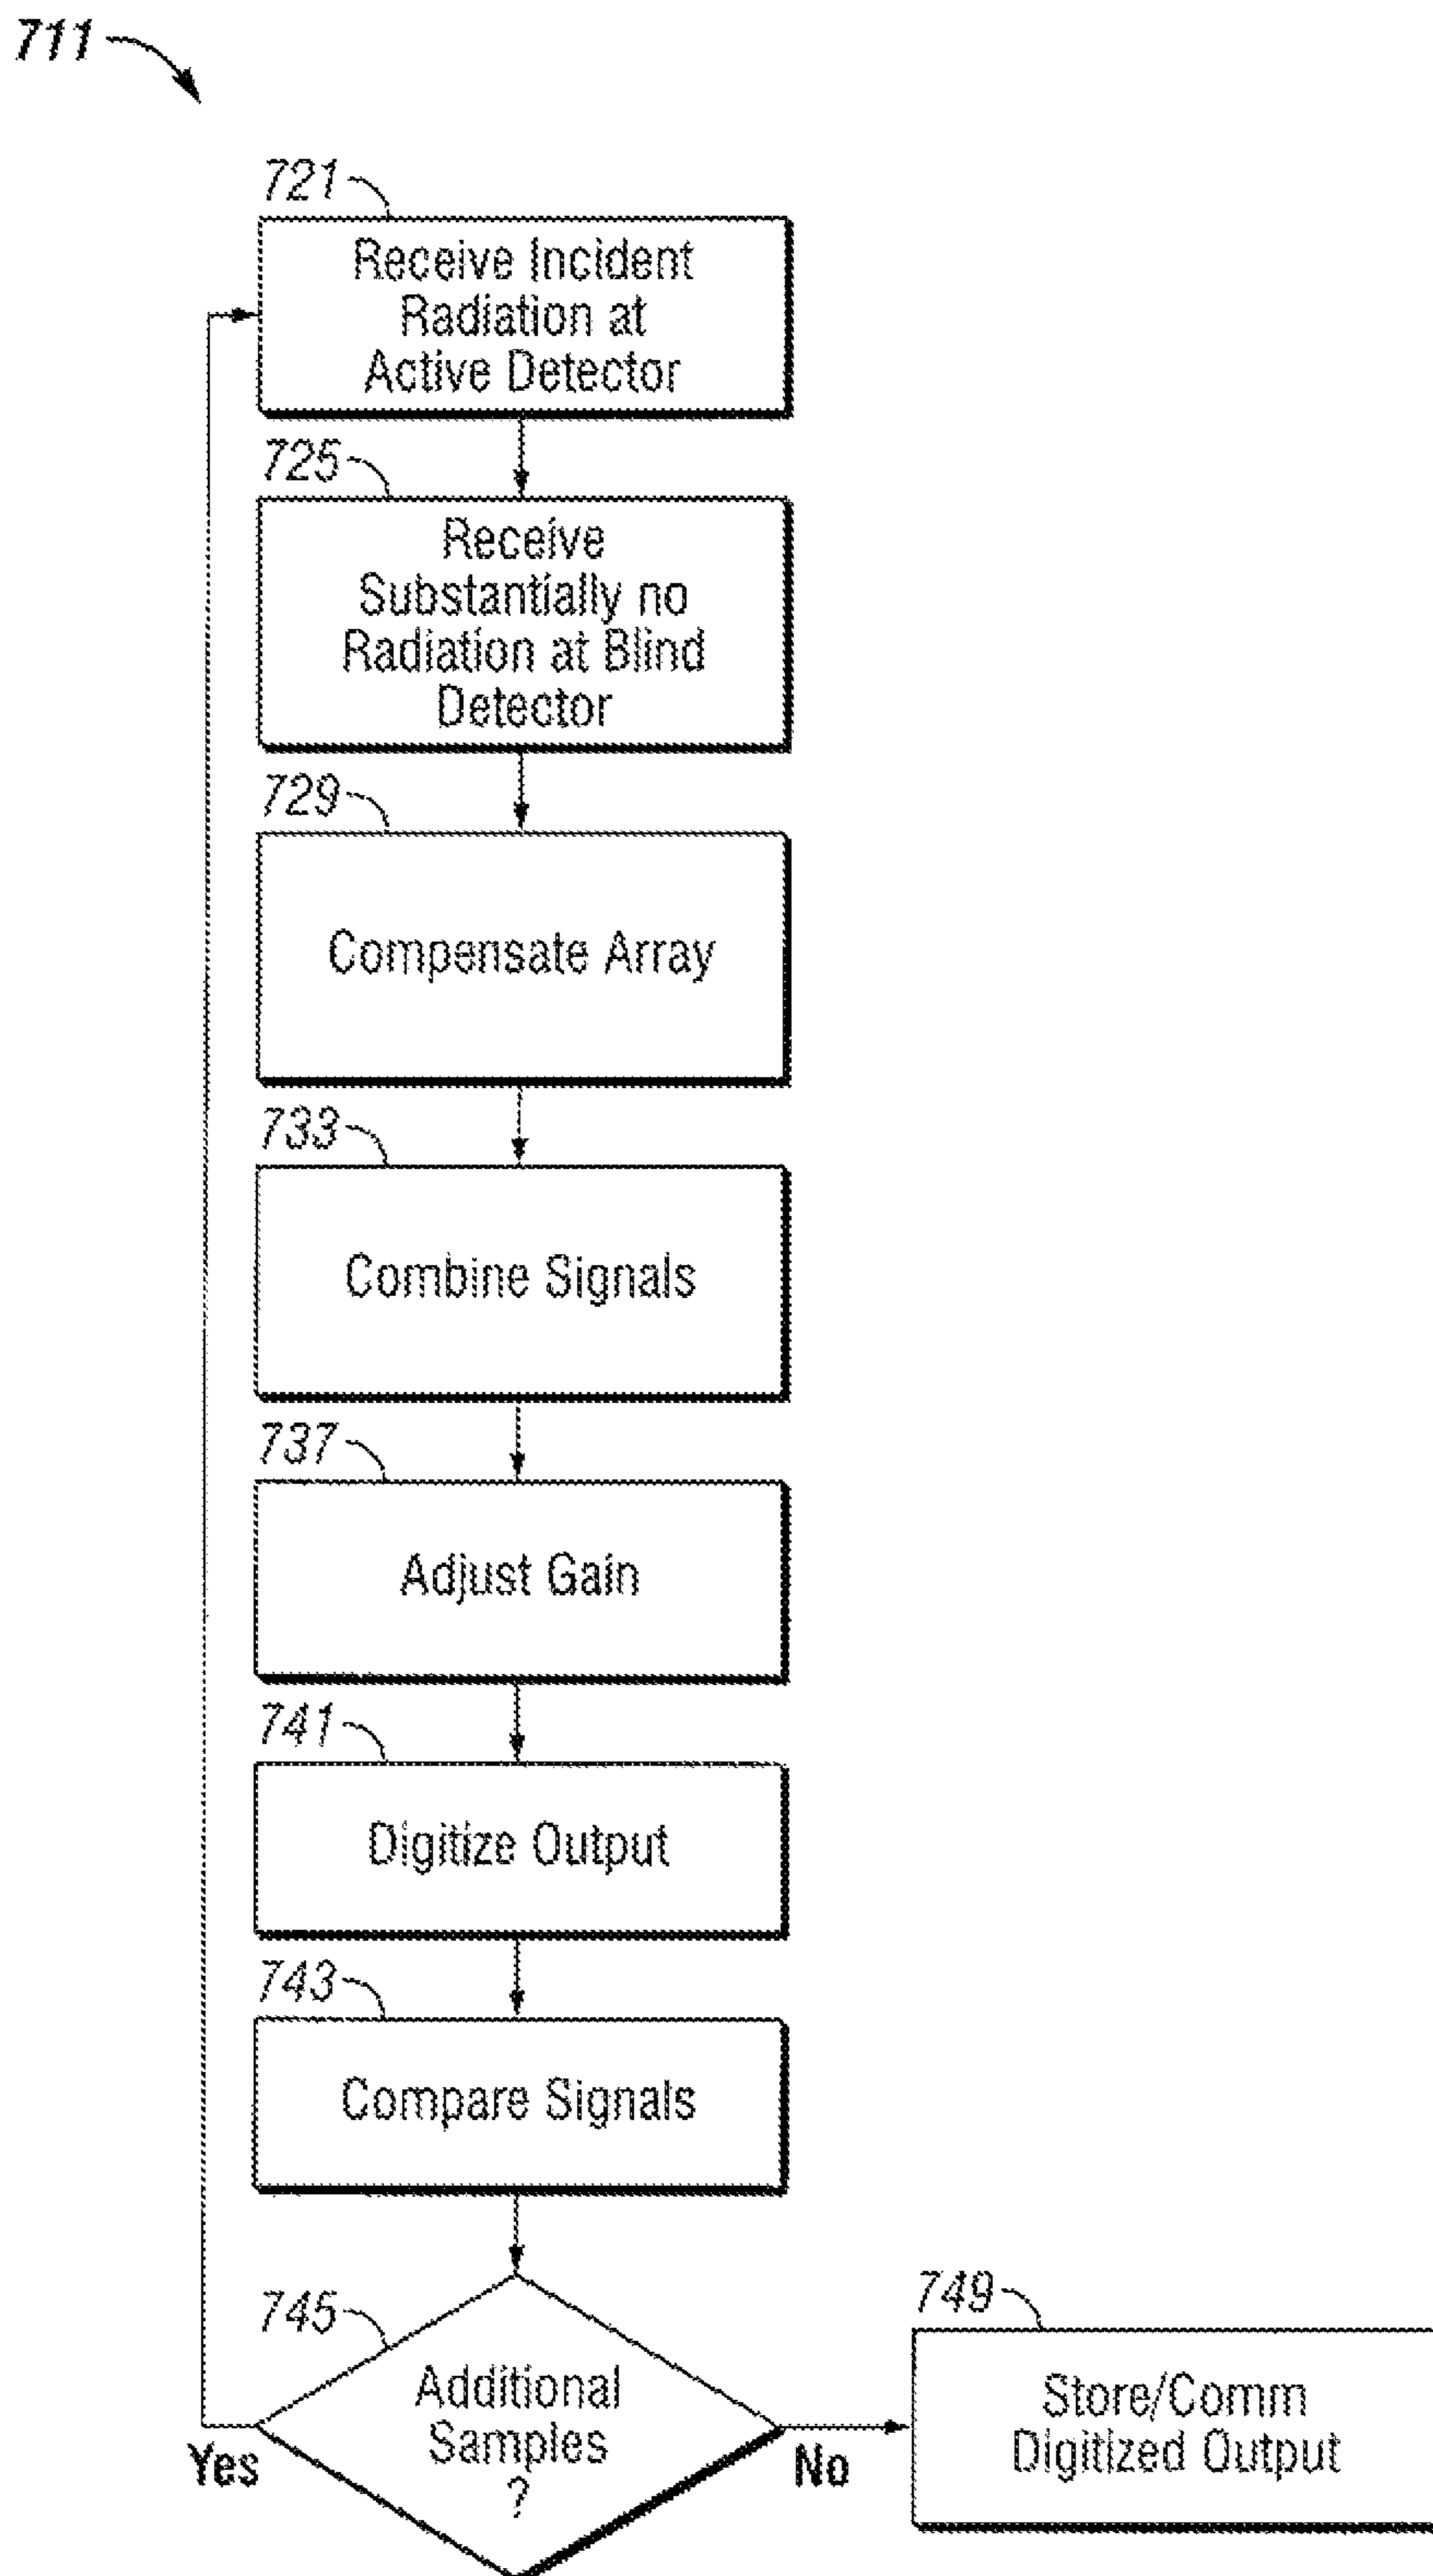 711
721
Receive Incident
Radiation at
Active Detector
725
Receive
Substantially no
Radiation at Blind
Detector
729
Compensate Array
733
Combine Signals
737
Adjust Gain
741
Digitize Output
743
Compare Signals
745
Additional
Samples
?
Yes
No
749
Store/Comm
Digitized Output